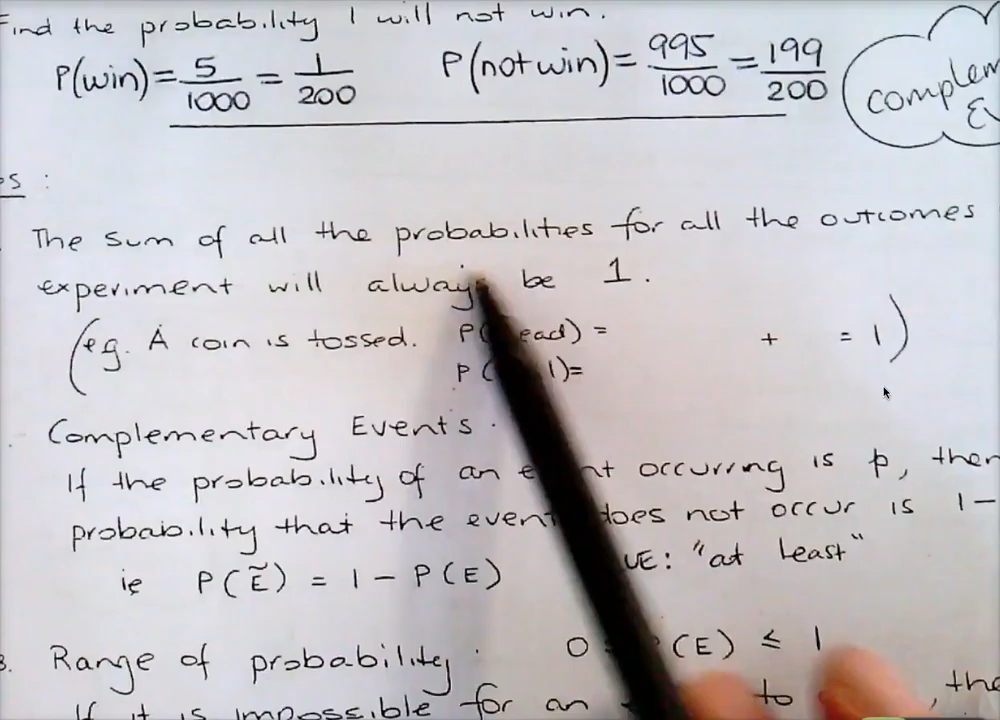 Find the probability I will not win.
P(win) = 5/1000 = 1/200 P(not win) = 995/1000 = 199/200
The sum of all the probabilities for all the outcomes
experiment will always be 1.
(eg. A coin is tossed. P( ead) = + = 1)
P( l) =
Complementary Events.
If the probability of an occurring is p,
probability that the event does not occur is 1 -
ie P(Ẽ) = 1 - P(E) "at least"
3. Range of probability: 0 P(E) ≤ 1
If it is impossible for an to